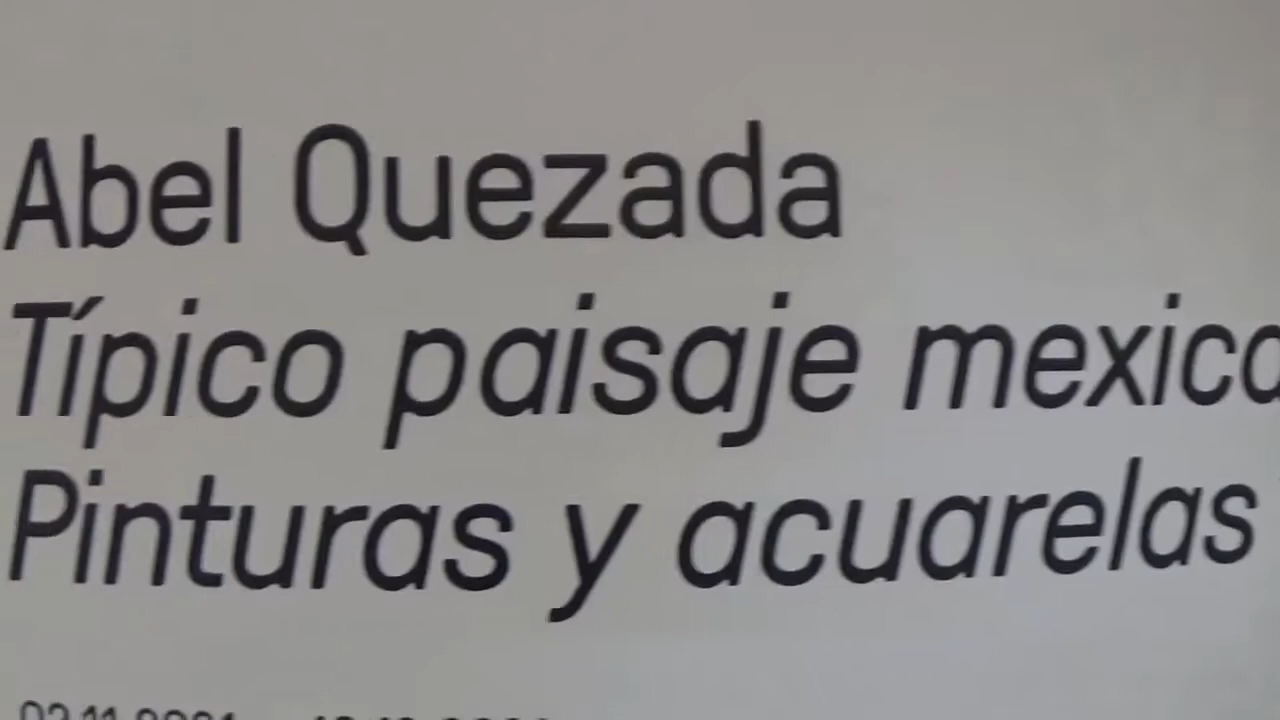 Abel Quezada
Típico paisaje mexica
Pinturas y acuarelas